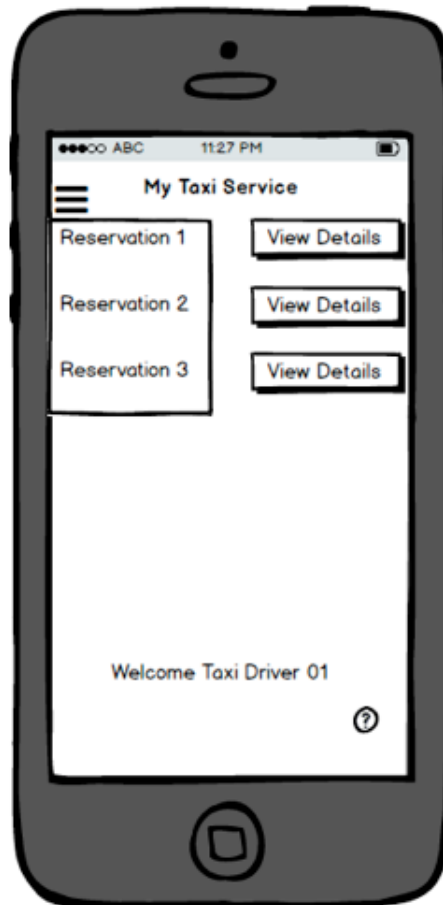 ABC 11:27 PM
My Taxi Service
Reservation 1 View Details
Reservation 2 View Details
Reservation 3 View Details
Welcome Taxi Driver 01
?